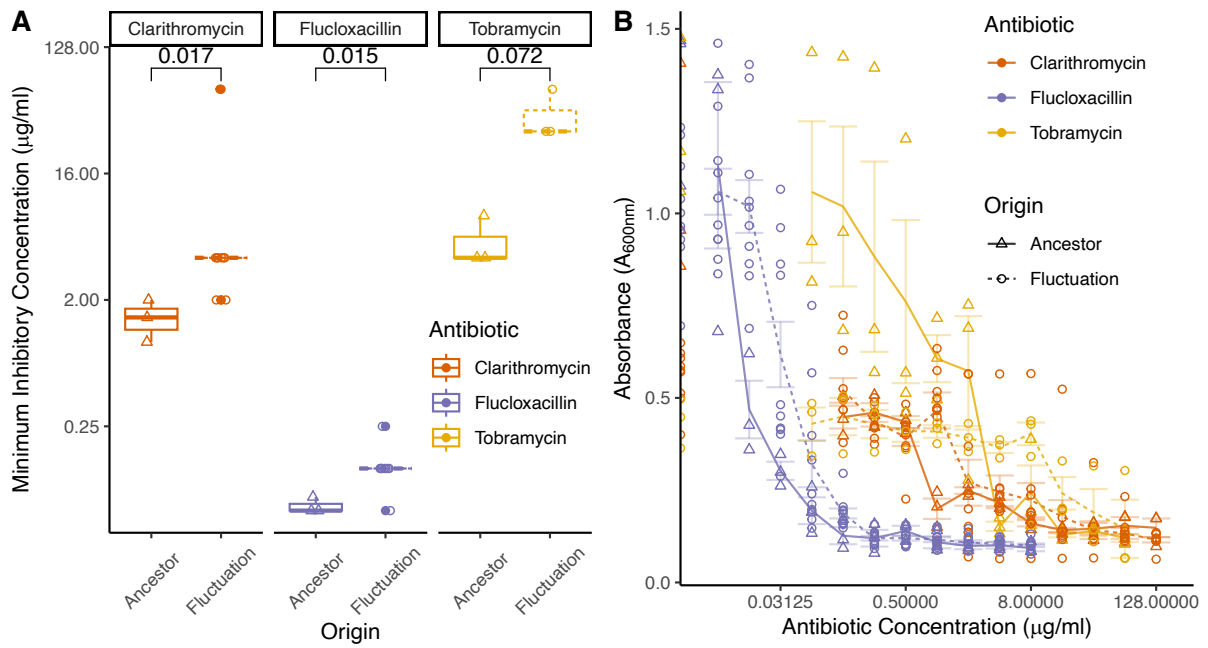 A
Clarithromycin
Flucloxacillin
Tobramycin
128.00
16.00
2.00
0.25
Minimum Inhibitory Concentration (µg/ml)
0.017
0.015
0.072
Antibiotic
Clarithromycin
Flucloxacillin
Tobramycin
Ancestor
Fluctuation
Ancestor
Fluctuation
Ancestor
Fluctuation
Origin
B
1.5
1.0
0.5
0.0
Absorbance (A600nm)
Antibiotic
Clarithromycin
Flucloxacillin
Tobramycin
Origin
Ancestor
Fluctuation
0.03125
0.50000
8.00000
128.00000
Antibiotic Concentration (µg/ml)